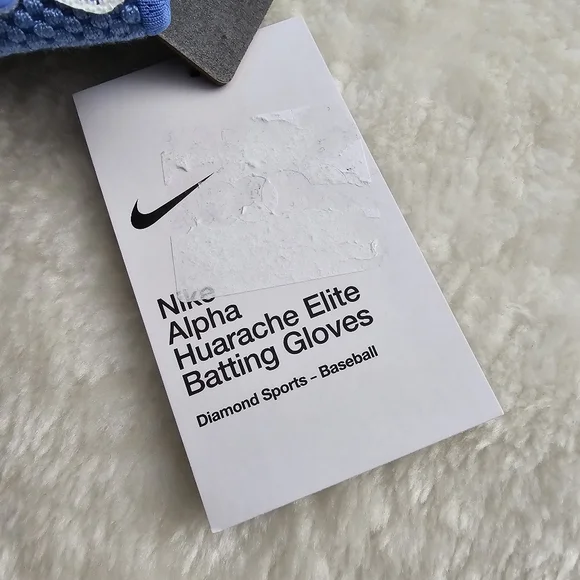 Nike
Alpha
Huarache Elite
Batting Gloves
Diamond Sports - Baseball